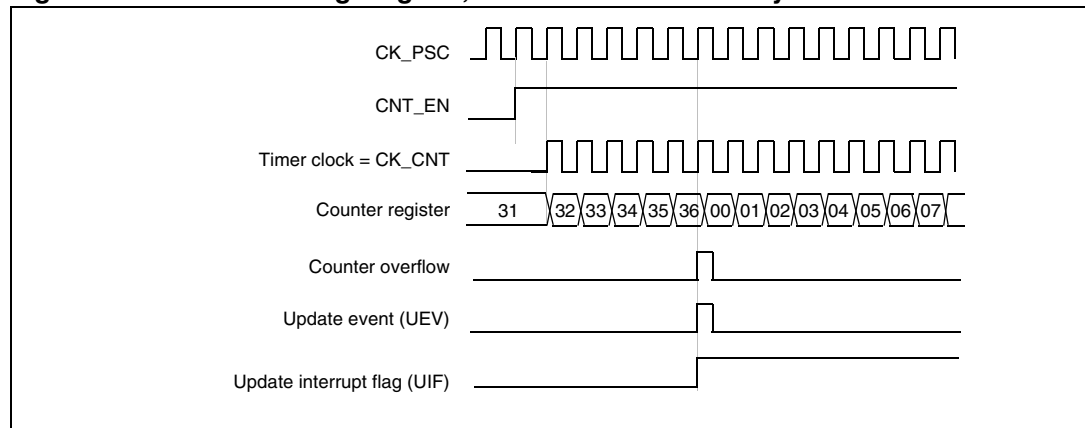 CK_PSC
CNT_EN
Timer clock = CK_CNT
Counter register 31 32 33 34 35 36 00 01 02 03 04 05 06 07
Counter overflow
Update event (UEV)
Update interrupt flag (UIF)